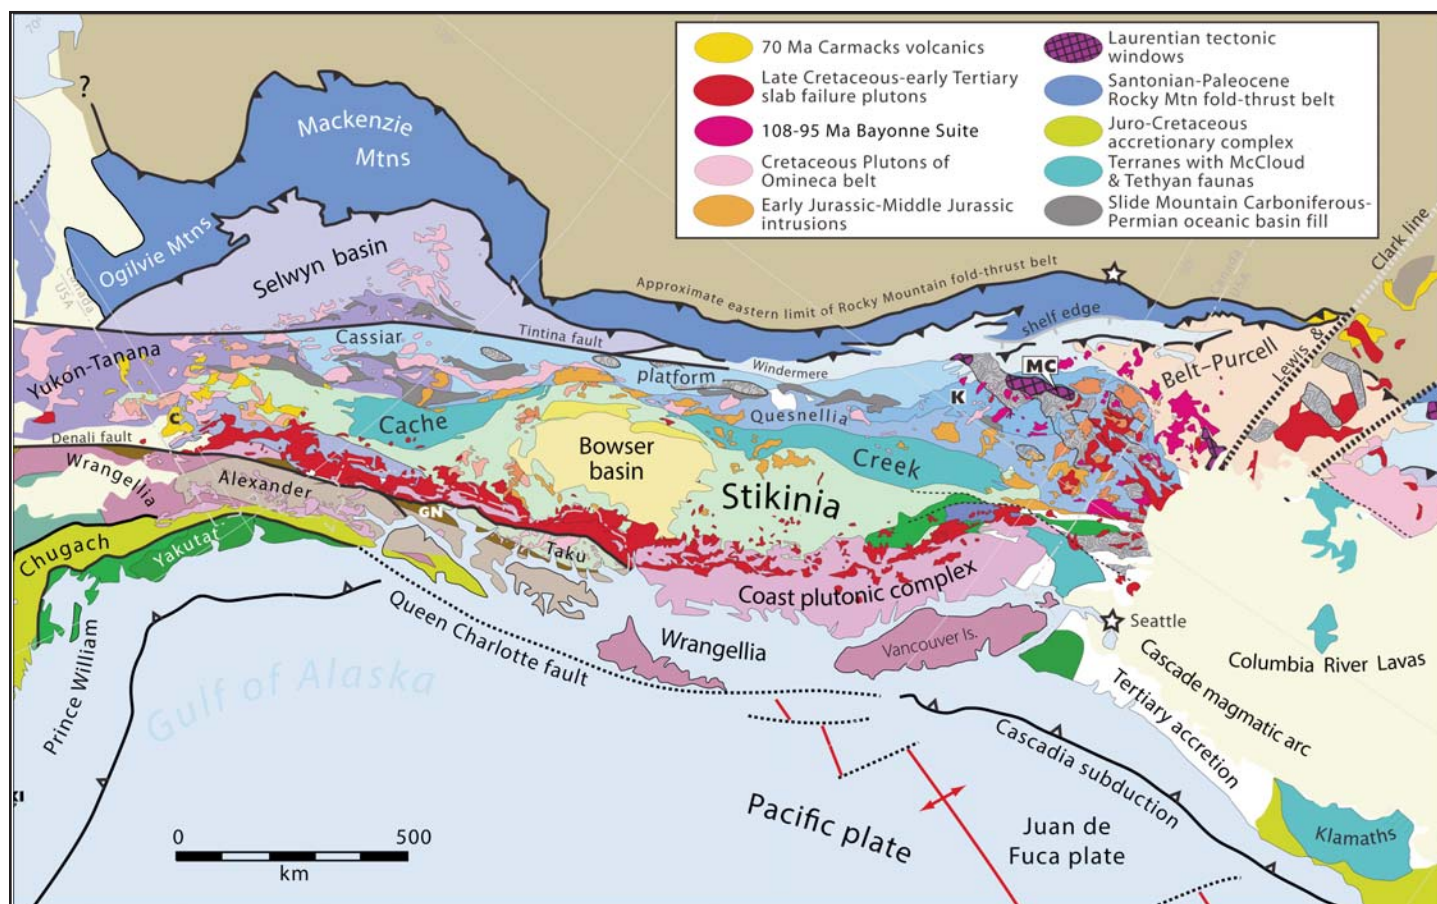 70°
?
Mackenzie
Mtns
Ogilvie Mtns
Selwyn basin
Canada
USA
70 Ma Carmacks volcanics
Late Cretaceous-early Tertiary
slab failure plutons
108-95 Ma Bayonne Suite
Cretaceous Plutons of
Omineca belt
Early Jurassic-Middle Jurassic
intrusions
Laurentian tectonic
windows
Santonian-Paleocene
Rocky Mtn fold-thrust belt
Juro-Cretaceous
accretionary complex
Terranes with McCloud
& Tethyan faunas
Slide Mountain Carboniferous-
Permian oceanic basin fill
Canada
Clark line
Lewis &
Approximate eastern limit of Rocky Mountain fold-thrust belt
shelf edge
Tintina fault
Cassiar
platform
Windermere
Belt–Purcell
MC
K
Yukon-Tanana
C
Cache
Creek
Quesnellia
Bowser
basin
Stikinia
Denali fault
Wrangellia
Alexander
GN
Taku
Chugach
Yakutat
Coast plutonic complex
Wrangellia
Vancouver Is.
Seattle
Columbia River Lavas
Prince William
Gulf of Alaska
Queen Charlotte fault
Cascade magmatic arc
Tertiary accretion
Cascadia subduction
Pacific plate
Juan de
Fuca plate
Klamaths
KI
0 500
km